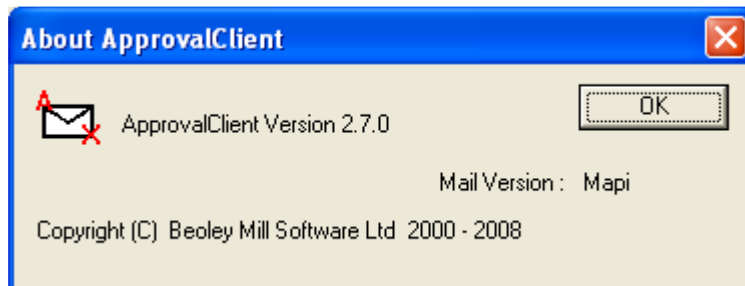 About ApprovalClient
OK
A
X
ApprovalClient Version 2.7.0
Mail Version : Mapi
Copyright (C) Beoley Mill Software Ltd 2000 - 2008